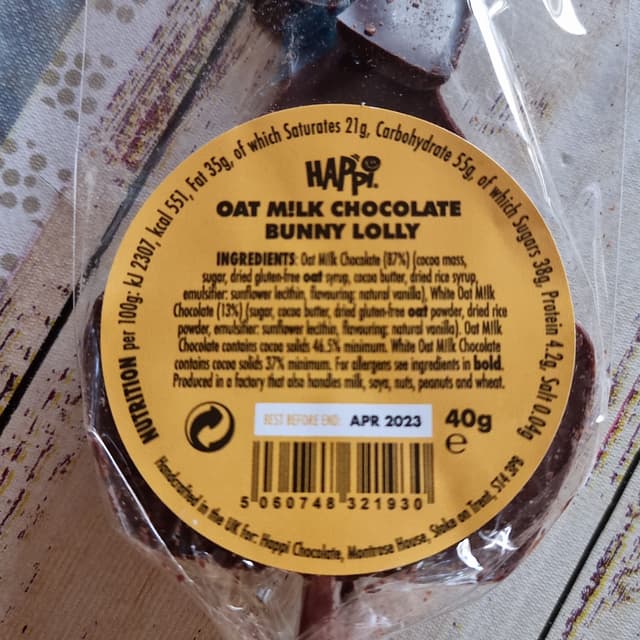 HAPPi.
OAT M!LK CHOCOLATE
BUNNY LOLLY
INGREDIENTS: Oat M!lk Chocolate (87%) (cocoa mass,
sugar, dried gluten-free oat syrup, cocoa butter, dried rice syrup,
emulsifier: sunflower lecithin, flavouring: natural vanilla), White Oat M!lk
Chocolate (13%) (sugar, cocoa butter, dried gluten-free oat powder, dried rice
powder, emulsifier: sunflower lecithin, flavouring: natural vanilla). Oat M!lk
Chocolate contains cocoa solids 46.5% minimum. White Oat M!lk Chocolate
contains cocoa solids 37% minimum. For allergens see ingredients in bold.
Produced in a factory that also handles milk, soya, nuts, peanuts and wheat.
BEST BEFORE END: APR 2023
40g
e
5 060748 321930
NUTRITION per 100g: kJ 2307, kcal 551, Fat 35g, of which Saturates 21g, Carbohydrate 55g, of which Sugars 38g, Protein 4.2g, Salt 0.04g
Handcrafted in the UK for: Happi Chocolate, Montrose House, Stoke on Trent, ST4 3PB